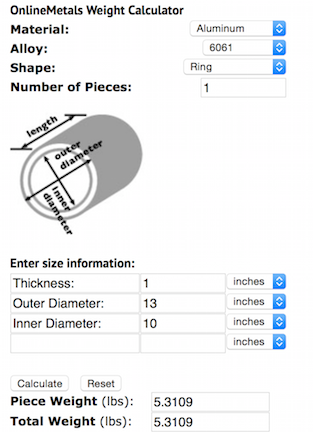 OnlineMetals Weight Calculator
Material: Aluminum
Alloy: 6061
Shape: Ring
Number of Pieces: 1
length
outer
diameter
inner
diameter
Enter size information:
Thickness: 1 inches
Outer Diameter: 13 inches
Inner Diameter: 10 inches
inches
Calculate Reset
Piece Weight (lbs): 5.3109
Total Weight (lbs): 5.3109